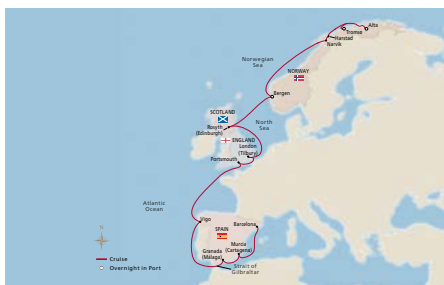 Alta
Tromsø
Harstad
Narvik
Norwegian
Sea
NORWAY
Bergen
SCOTLAND
Rosyth
(Edinburgh)
North
Sea
ENGLAND
London
(Tilbury)
Portsmouth
Atlantic
Ocean
Vigo
Barcelona
SPAIN
Murcia
(Cartagena)
Granada
(Málaga)
Strait of
Gibraltar
Cruise
Overnight in Port